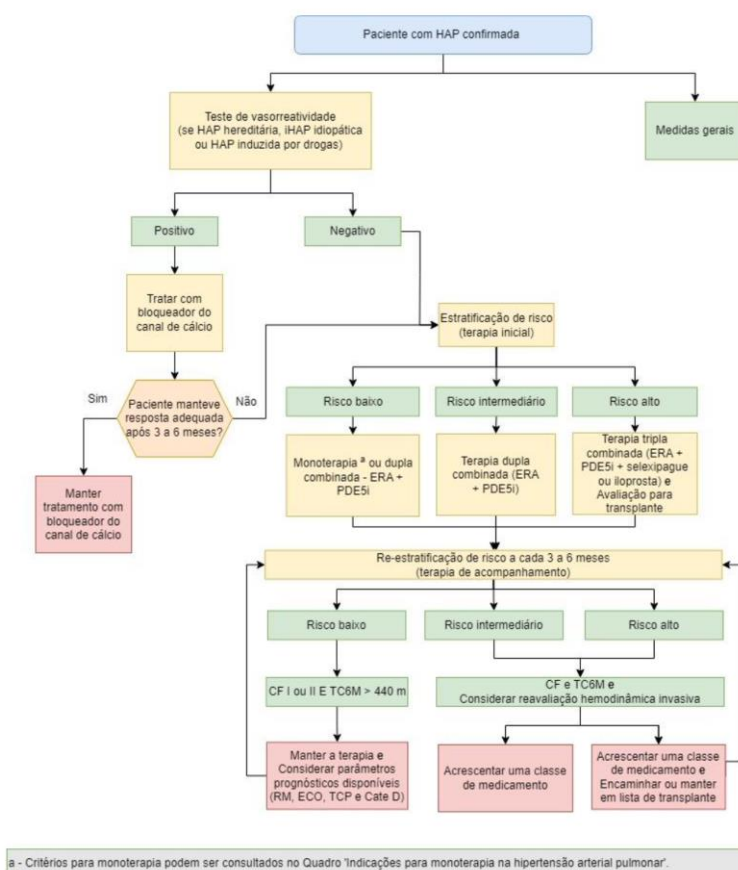 Paciente com HAP confirmada
Teste de vasorreatividade
(se HAP hereditária, iHAP idiopática
ou HAP induzida por drogas)
Medidas gerais
Positivo
Negativo
Tratar com
bloqueador do
canal de cálcio
Estratificação de risco
(terapia inicial)
Sim
Não
Paciente manteve
resposta adequada
após 3 a 6 meses?
Risco baixo
Risco intermediário
Risco alto
Manter
tratamento com
bloqueador do
canal de cálcio
Monoterapia ª ou dupla
combinada - ERA +
PDE5i
Terapia dupla
combinada (ERA
+ PDE5i)
Terapia tripla
combinada (ERA +
PDE5i + selexipague
ou iloprosta) e
Avaliação para
transplante
Re-estratificação de risco a cada 3 a 6 meses
(terapia de acompanhamento)
Risco baixo
Risco intermediário
Risco alto
CF I ou II E TC6M > 440 m
CF e TC6M e
Considerar reavaliação hemodinâmica invasiva
Manter a terapia e
Considerar parâmetros
prognósticos disponíveis
(RM, ECO, TCP e Cate D)
Acrescentar uma classe
de medicamento
Acrescentar uma classe
de medicamento e
Encaminhar ou manter
em lista de transplante
a - Critérios para monoterapia podem ser consultados no Quadro 'Indicações para monoterapia na hipertensão arterial pulmonar'.